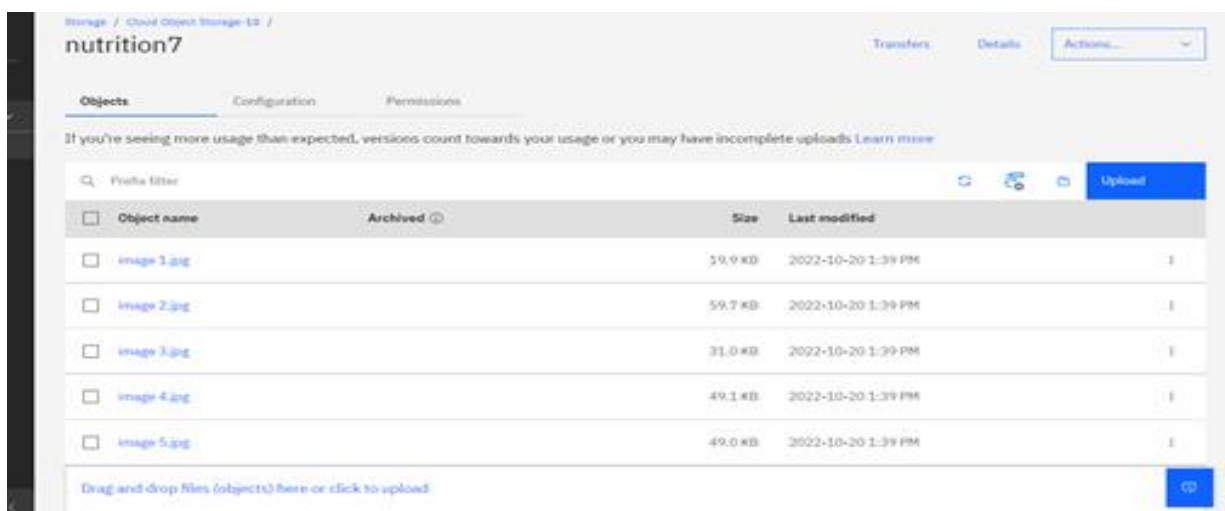 Storage / Cloud Object Storage-
nutrition7
Transfers Details Actions...
Objects Configuration Permissions
If you're seeing more usage than expected, versions count towards your usage or you may have incomplete uploads Learn more
Prefix filter Upload
Object name Archived Size Last modified
image 1.jpg 19.9 KB 2022-10-20 1:39 PM
image 2.jpg 59.7 KB 2022-10-20 1:39 PM
image 3.jpg 31.0 KB 2022-10-20 1:39 PM
image 4.jpg 49.1 KB 2022-10-20 1:39 PM
image 5.jpg 49.0 KB 2022-10-20 1:39 PM
Drag and drop files (objects) here or click to upload